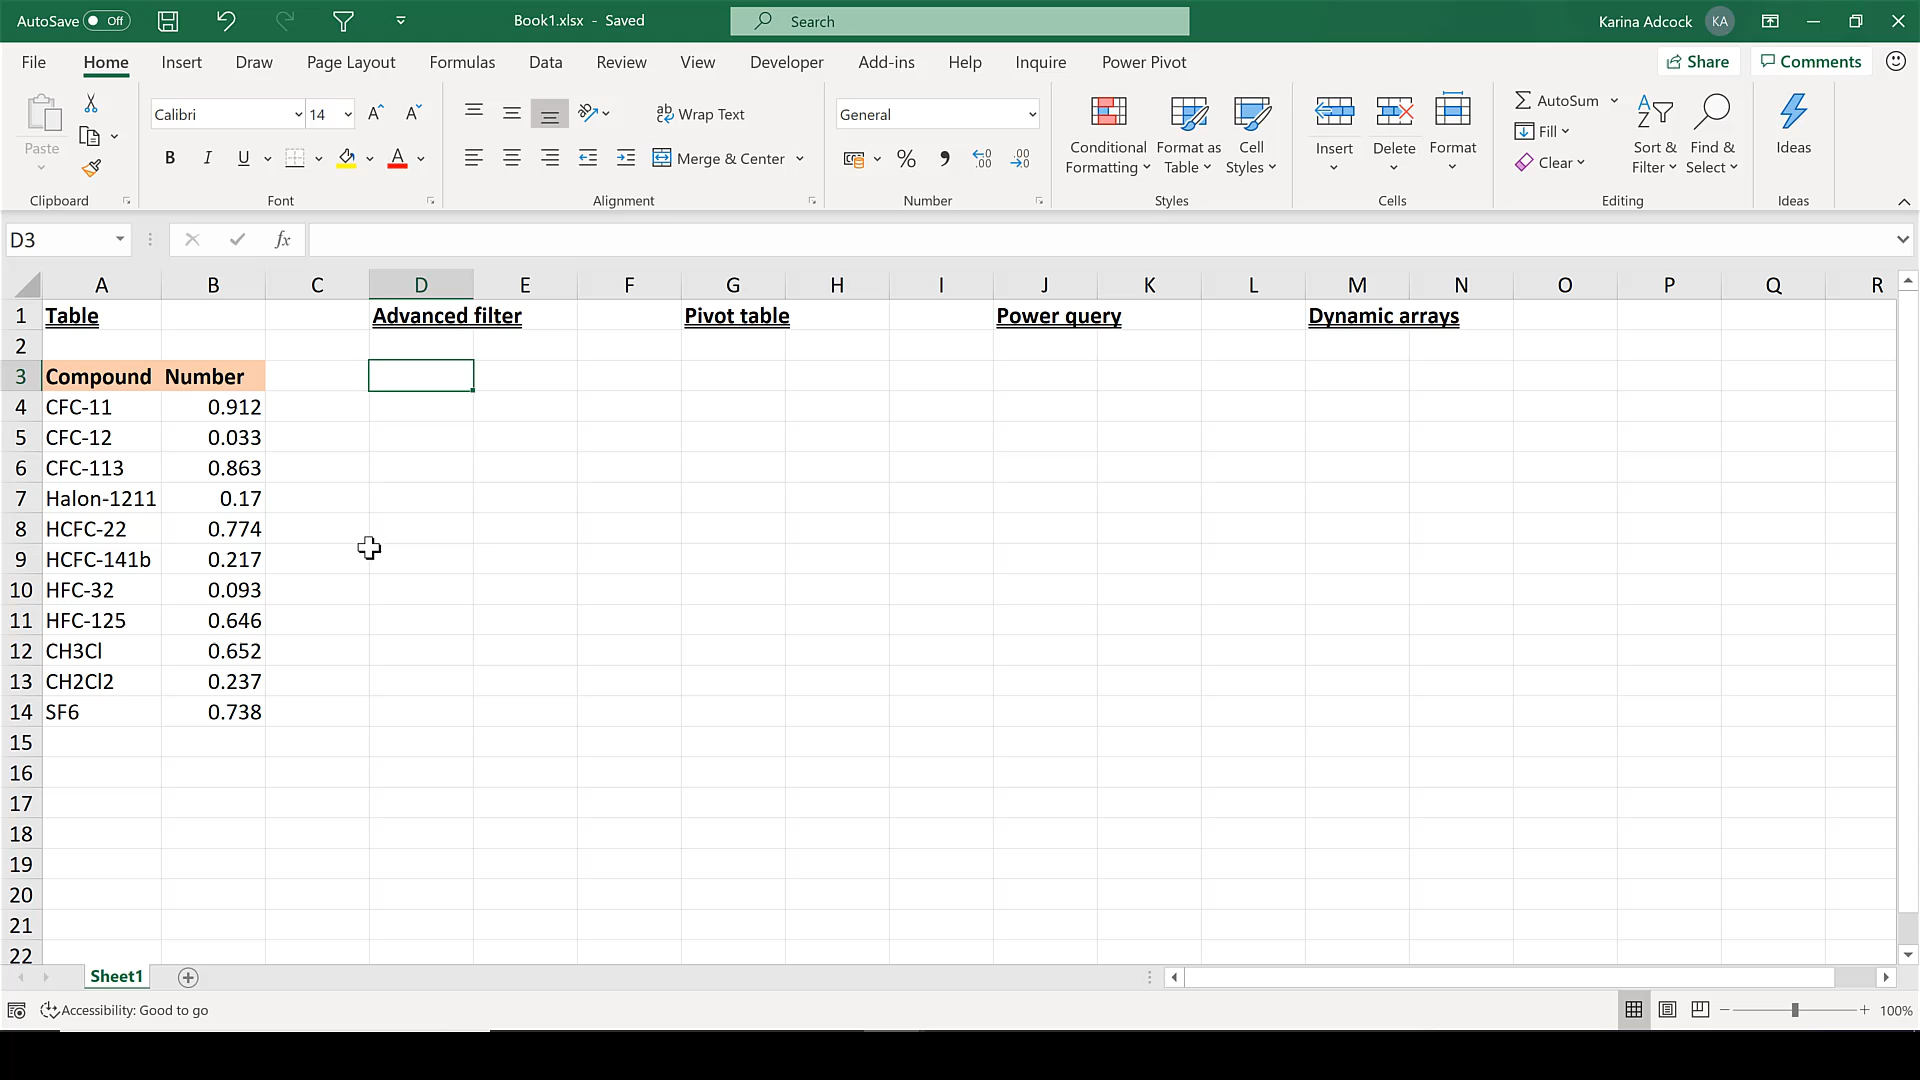 AutoSave Off Book1.xlsx - Saved Search Karina Adcock KA
File Home Insert Draw Page Layout Formulas Data Review View Developer Add-ins Help Inquire Power Pivot Share Comments
Calibri 14 A A Wrap Text General AutoSum
Paste Fill
B I U A Merge & Center % Conditional Formatting Format as Table Cell Styles Insert Delete Format Clear Sort & Filter Find & Select Ideas
Clipboard Font Alignment Number Styles Cells Editing Ideas
D3 fx
A B C D E F G H I J K L M N O P Q R
1 Table Advanced filter Pivot table Power query Dynamic arrays
2
3 Compound Number
4 CFC-11 0.912
5 CFC-12 0.033
6 CFC-113 0.863
7 Halon-1211 0.17
8 HCFC-22 0.774
9 HCFC-141b 0.217
10 HFC-32 0.093
11 HFC-125 0.646
12 CH3Cl 0.652
13 CH2Cl2 0.237
14 SF6 0.738
15
16
17
18
19
20
21
22
Sheet1
Accessibility: Good to go 100%